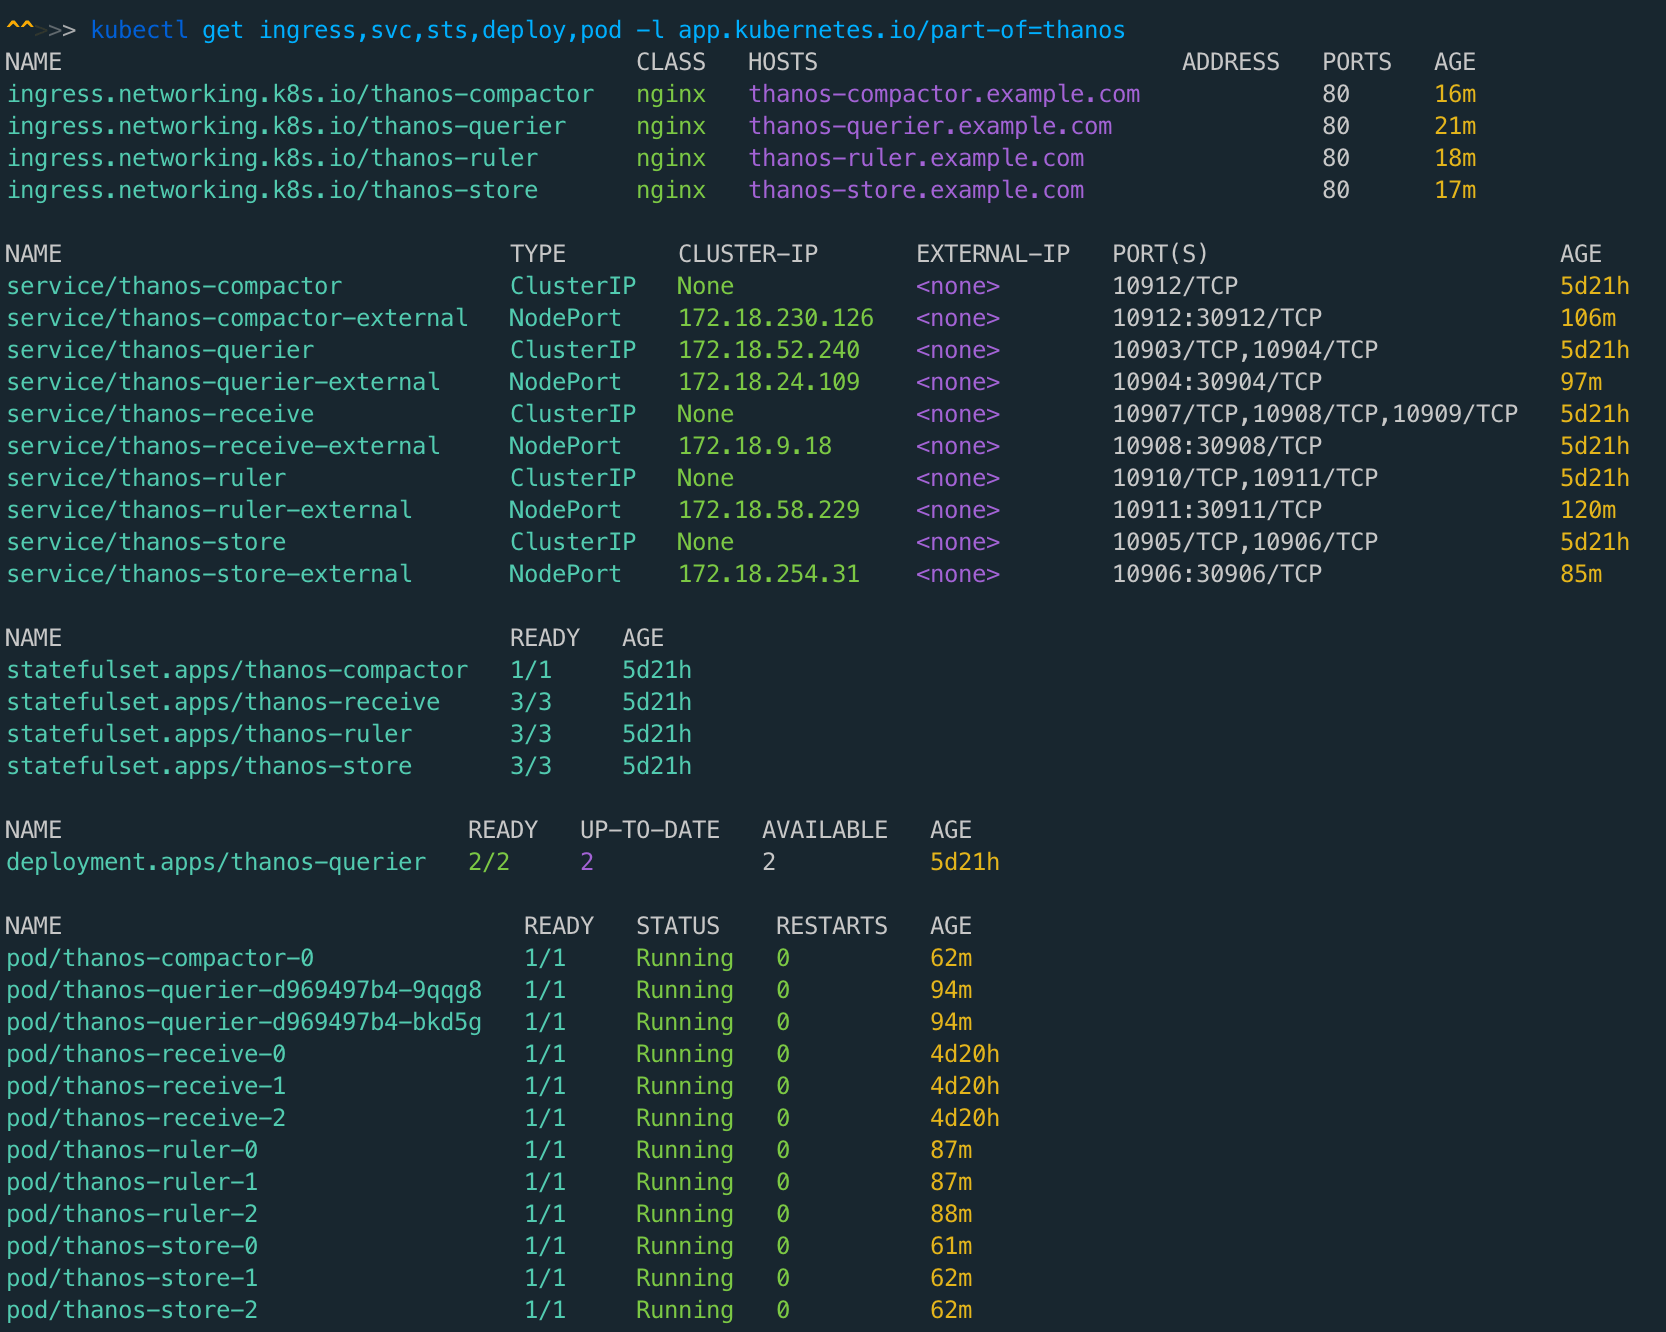 ^^>>>> kubectl get ingress,svc,sts,deploy,pod -l app.kubernetes.io/part-of=thanos
NAME CLASS HOSTS ADDRESS PORTS AGE
ingress.networking.k8s.io/thanos-compactor nginx thanos-compactor.example.com 80 16m
ingress.networking.k8s.io/thanos-querier nginx thanos-querier.example.com 80 21m
ingress.networking.k8s.io/thanos-ruler nginx thanos-ruler.example.com 80 18m
ingress.networking.k8s.io/thanos-store nginx thanos-store.example.com 80 17m
NAME TYPE CLUSTER-IP EXTERNAL-IP PORT(S) AGE
service/thanos-compactor ClusterIP None <none> 10912/TCP 5d21h
service/thanos-compactor-external NodePort 172.18.230.126 <none> 10912:30912/TCP 106m
service/thanos-querier ClusterIP 172.18.52.240 <none> 10903/TCP,10904/TCP 5d21h
service/thanos-querier-external NodePort 172.18.24.109 <none> 10904:30904/TCP 97m
service/thanos-receive ClusterIP None <none> 10907/TCP,10908/TCP,10909/TCP 5d21h
service/thanos-receive-external NodePort 172.18.9.18 <none> 10908:30908/TCP 5d21h
service/thanos-ruler ClusterIP None <none> 10910/TCP,10911/TCP 5d21h
service/thanos-ruler-external NodePort 172.18.58.229 <none> 10911:30911/TCP 120m
service/thanos-store ClusterIP None <none> 10905/TCP,10906/TCP 5d21h
service/thanos-store-external NodePort 172.18.254.31 <none> 10906:30906/TCP 85m
NAME READY AGE
statefulset.apps/thanos-compactor 1/1 5d21h
statefulset.apps/thanos-receive 3/3 5d21h
statefulset.apps/thanos-ruler 3/3 5d21h
statefulset.apps/thanos-store 3/3 5d21h
NAME READY UP-TO-DATE AVAILABLE AGE
deployment.apps/thanos-querier 2/2 2 2 5d21h
NAME READY STATUS RESTARTS AGE
pod/thanos-compactor-0 1/1 Running 0 62m
pod/thanos-querier-d969497b4-9qqg8 1/1 Running 0 94m
pod/thanos-querier-d969497b4-bkd5g 1/1 Running 0 94m
pod/thanos-receive-0 1/1 Running 0 4d20h
pod/thanos-receive-1 1/1 Running 0 4d20h
pod/thanos-receive-2 1/1 Running 0 4d20h
pod/thanos-ruler-0 1/1 Running 0 87m
pod/thanos-ruler-1 1/1 Running 0 87m
pod/thanos-ruler-2 1/1 Running 0 88m
pod/thanos-store-0 1/1 Running 0 61m
pod/thanos-store-1 1/1 Running 0 62m
pod/thanos-store-2 1/1 Running 0 62m